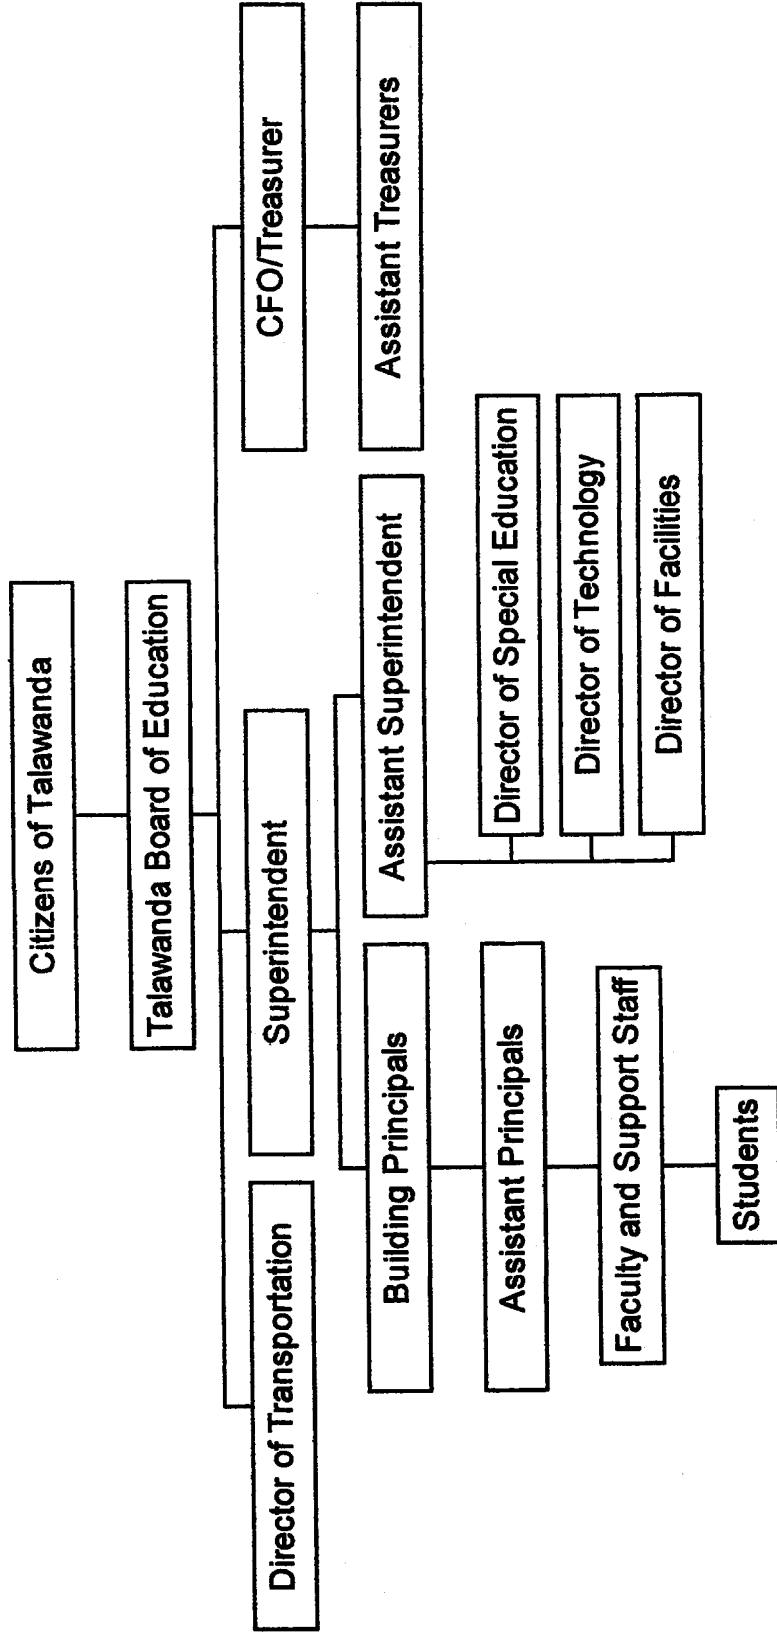 Citizens of Talawanda
Talawanda Board of Education
Director of Transportation
Superintendent
CFO/Treasurer
Building Principals
Assistant Superintendent
Assistant Treasurers
Assistant Principals
Director of Special Education
Director of Technology
Faculty and Support Staff
Director of Facilities
Students